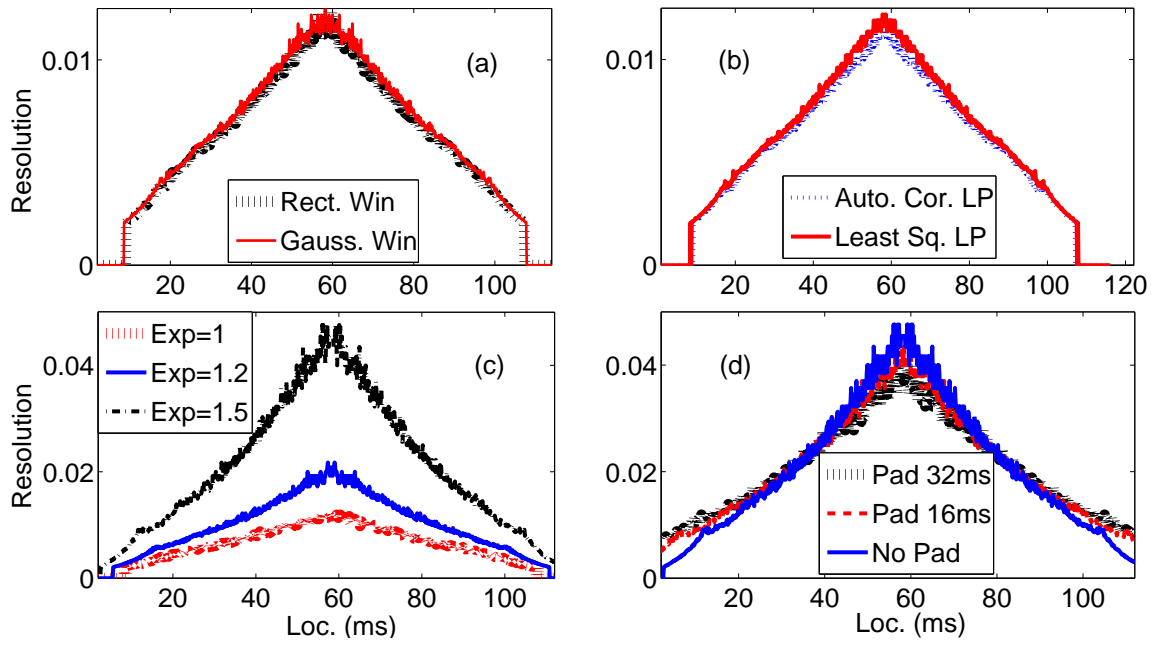 (a)
Resolution
0.01
0
Rect. Win
Gauss. Win
20 40 60 80 100
(b)
0.01
0
Auto. Cor. LP
Least Sq. LP
20 40 60 80 100 120
(c)
Resolution
0.04
0.02
0
Exp=1
Exp=1.2
Exp=1.5
20 40 60 80 100
Loc. (ms)
(d)
0.04
0.02
0
Pad 32ms
Pad 16ms
No Pad
20 40 60 80 100
Loc. (ms)